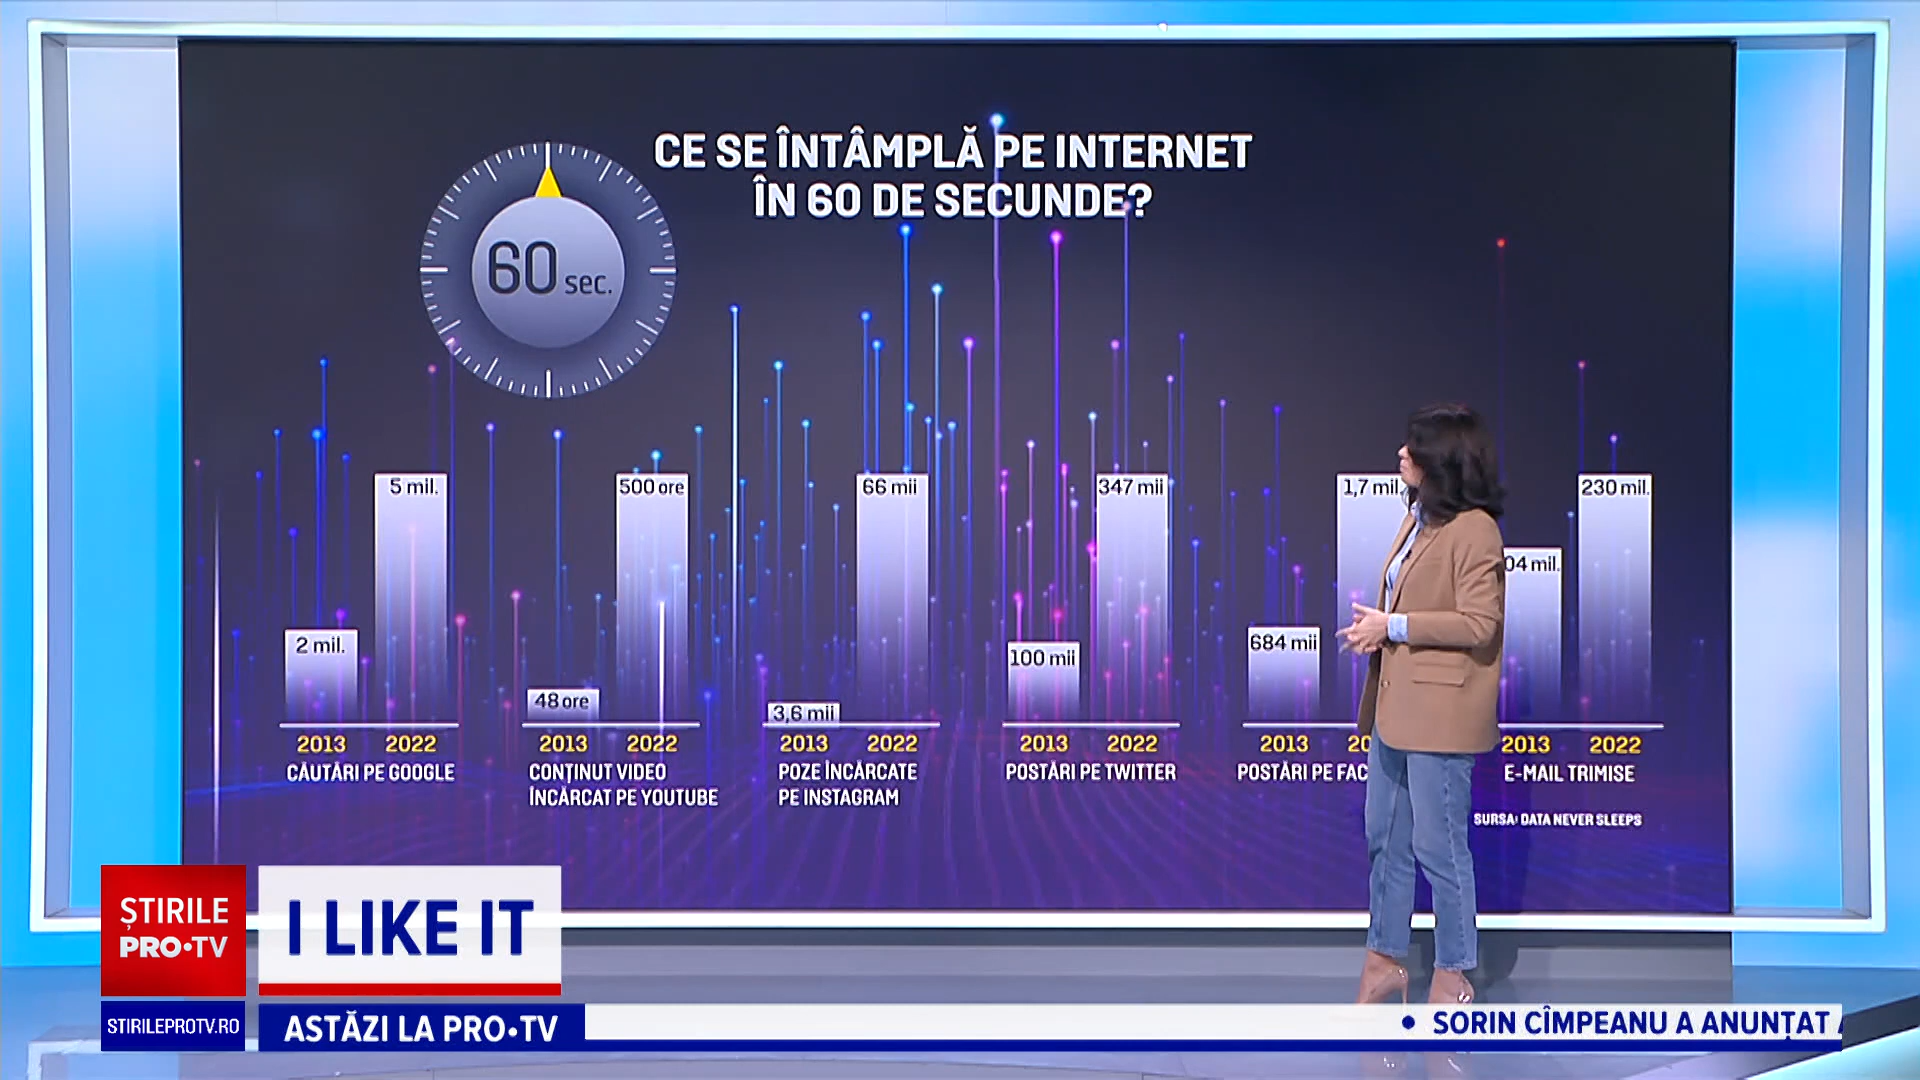 CE SE ÎNTÂMPLĂ PE INTERNET
ÎN 60 DE SECUNDE?
60 sec.
2 mil.
5 mil.
2013
2022
CĂUTĂRI PE GOOGLE
48 ore
500 ore
2013
2022
CONȚINUT VIDEO
ÎNCĂRCAT PE YOUTUBE
3,6 mii
66 mii
2013
2022
POZE ÎNCĂRCATE
PE INSTAGRAM
100 mii
347 mii
2013
2022
POSTĂRI PE TWITTER
684 mii
1,7 mil.
2013
20
POSTĂRI PE FAC
04 mil.
230 mil.
2013
2022
E-MAIL TRIMISE
SURSA: DATA NEVER SLEEPS
ȘTIRILE
PRO•TV
I LIKE IT
STIRILEPROTV.RO
ASTĂZI LA PRO•TV
• SORIN CÎMPEANU A ANUNȚAT